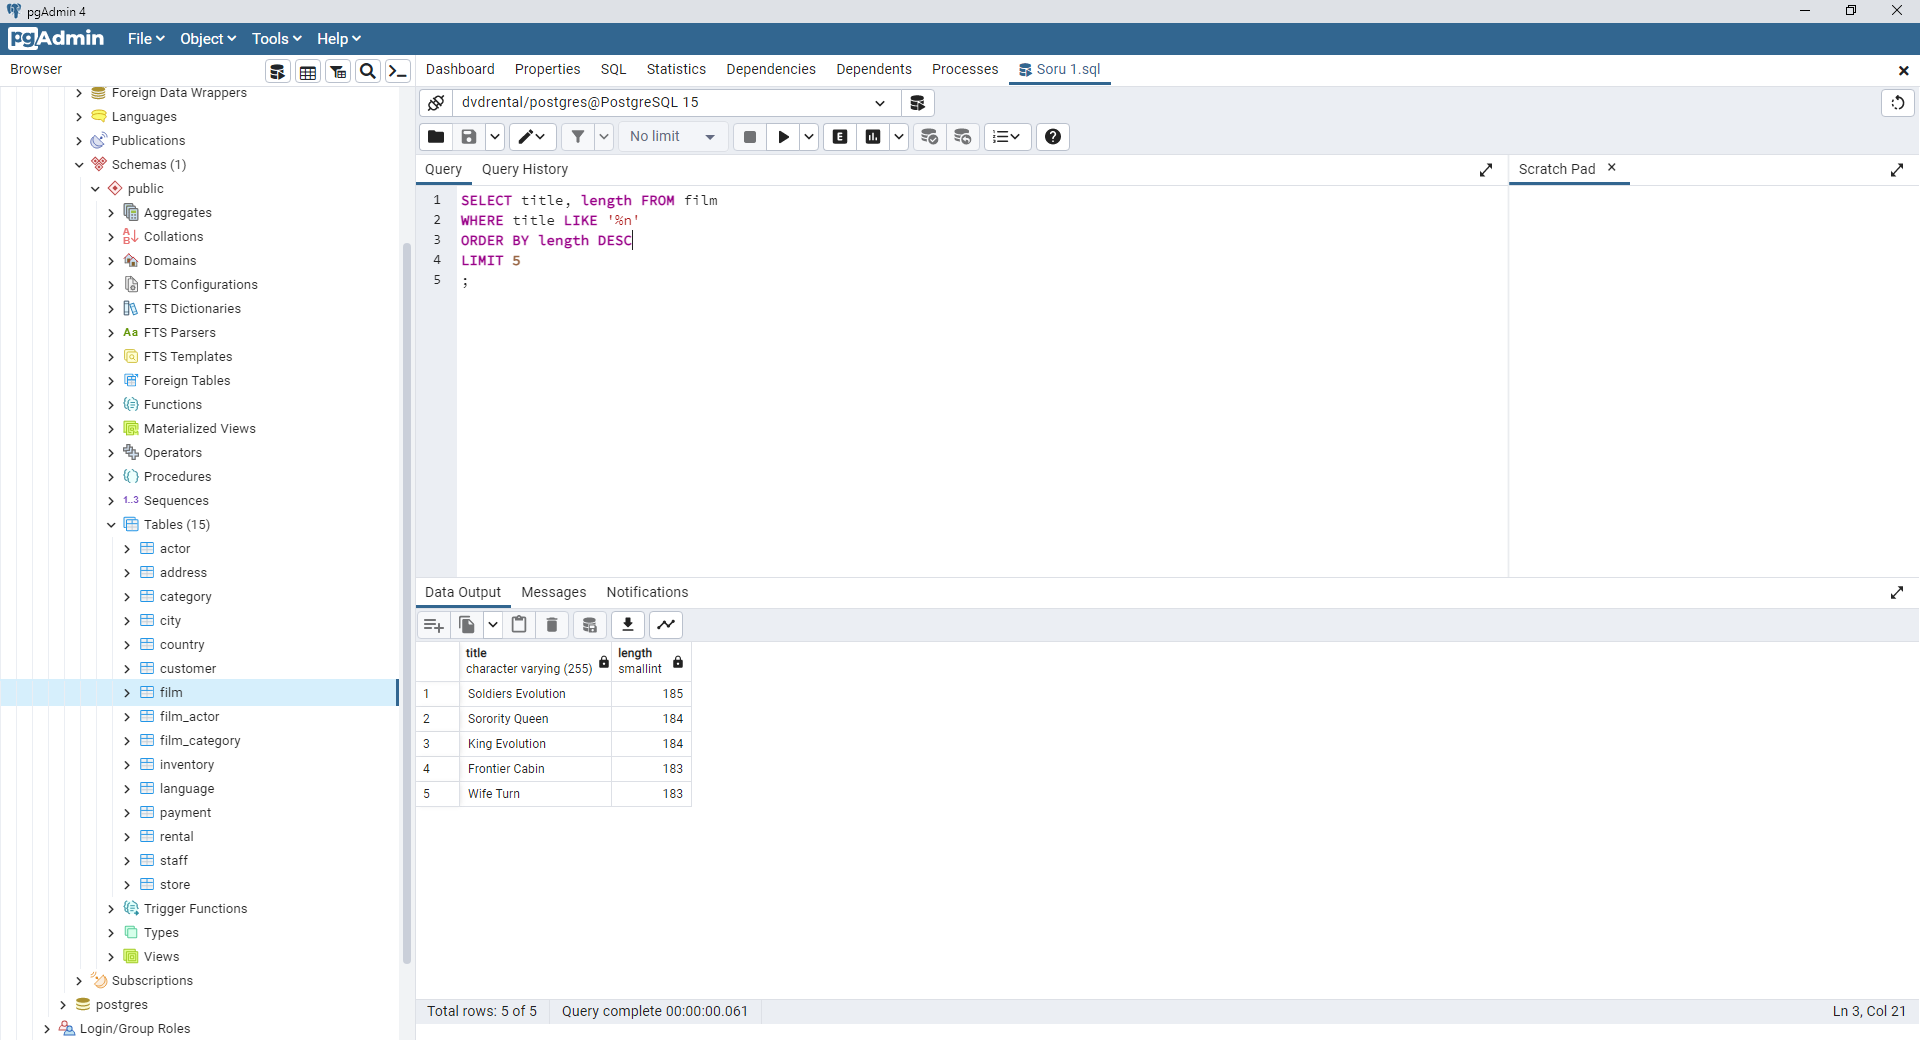 pgAdmin 4
pgAdmin File Object Tools Help
Browser
Dashboard Properties SQL Statistics Dependencies Dependents Processes Soru 1.sql
dvdrental/postgres@PostgreSQL 15
No limit
Query Query History
Scratch Pad
1 SELECT title, length FROM film
2 WHERE title LIKE '%n'
3 ORDER BY length DESC
4 LIMIT 5
5 ;
Foreign Data Wrappers
Languages
Publications
Schemas (1)
public
Aggregates
Collations
Domains
FTS Configurations
FTS Dictionaries
Aa FTS Parsers
FTS Templates
Foreign Tables
Functions
Materialized Views
Operators
Procedures
1..3 Sequences
Tables (15)
actor
address
category
city
country
customer
film
film_actor
film_category
inventory
language
payment
rental
staff
store
Trigger Functions
Types
Views
Subscriptions
postgres
Login/Group Roles
Data Output Messages Notifications
title length
character varying (255) smallint
1 Soldiers Evolution 185
2 Sorority Queen 184
3 King Evolution 184
4 Frontier Cabin 183
5 Wife Turn 183
Total rows: 5 of 5 Query complete 00:00:00.061 Ln 3, Col 21